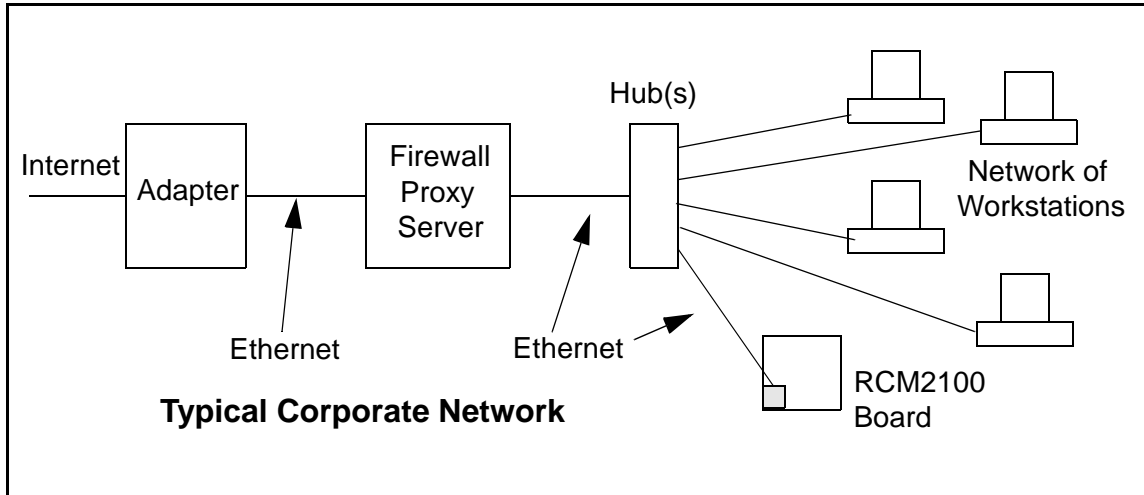 Hub(s)
Internet
Adapter
Firewall
Proxy
Server
Network of
Workstations
Ethernet
Ethernet
RCM2100
Board
Typical Corporate Network